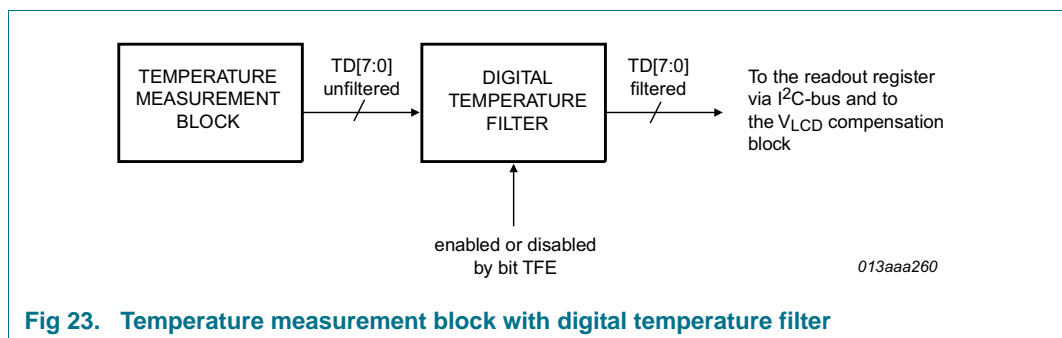 TEMPERATURE
MEASUREMENT
BLOCK
TD[7:0]
unfiltered
DIGITAL
TEMPERATURE
FILTER
TD[7:0]
filtered
To the readout register
via I²C-bus and to
the VLCD compensation
block
enabled or disabled
by bit TFE
013aaa260
Fig 23. Temperature measurement block with digital temperature filter